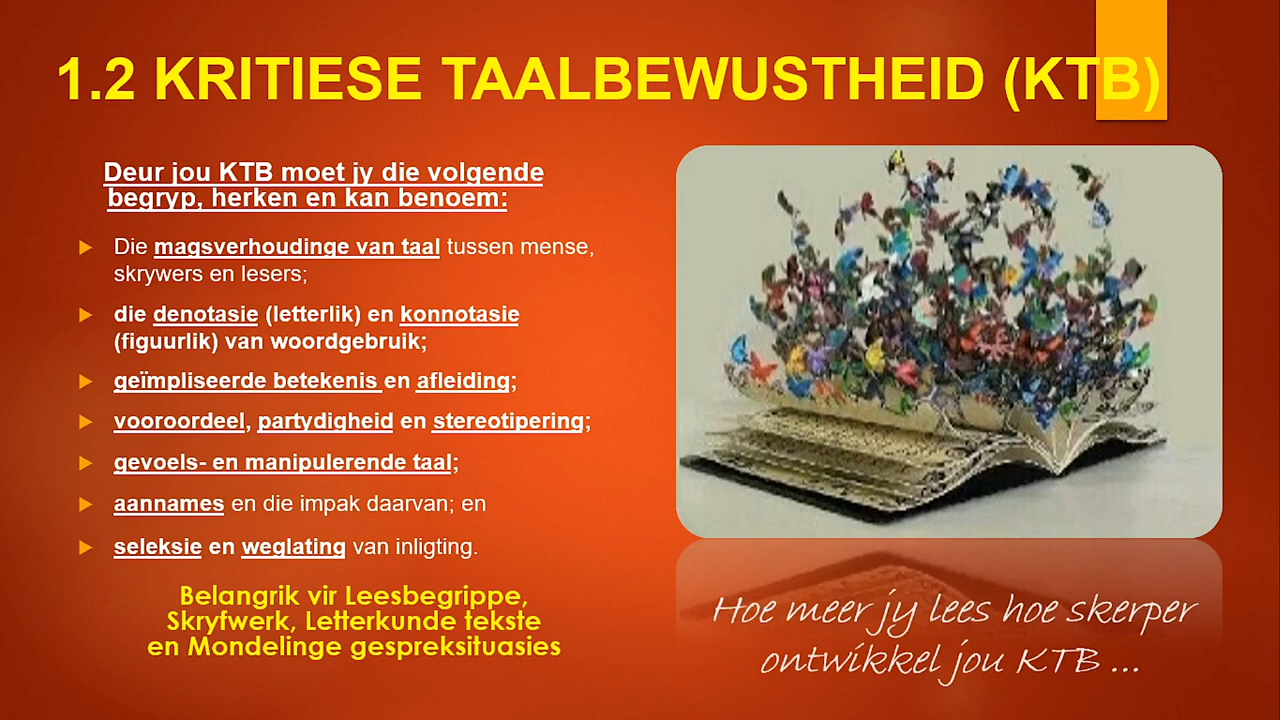 1.2 KRITIESE TAALBEWUSTHEID (KTB)
Deur jou KTB moet jy die volgende
begryp, herken en kan benoem:
Die magsverhoudinge van taal tussen mense,
skrywers en lesers;
die denotasie (letterlik) en konnotasie
(figuurlik) van woordgebruik;
geïmpliseerde betekenis en afleiding;
vooroordeel, partydigheid en stereotipering;
gevoels- en manipulerende taal;
aannames en die impak daarvan; en
seleksie en weglating van inligting.
Belangrik vir Leesbegrippe,
Skryfwerk, Letterkunde tekste
en Mondelinge gespreksituasies
Hoe meer jy lees hoe skerper
ontwikkel jou KTB ...